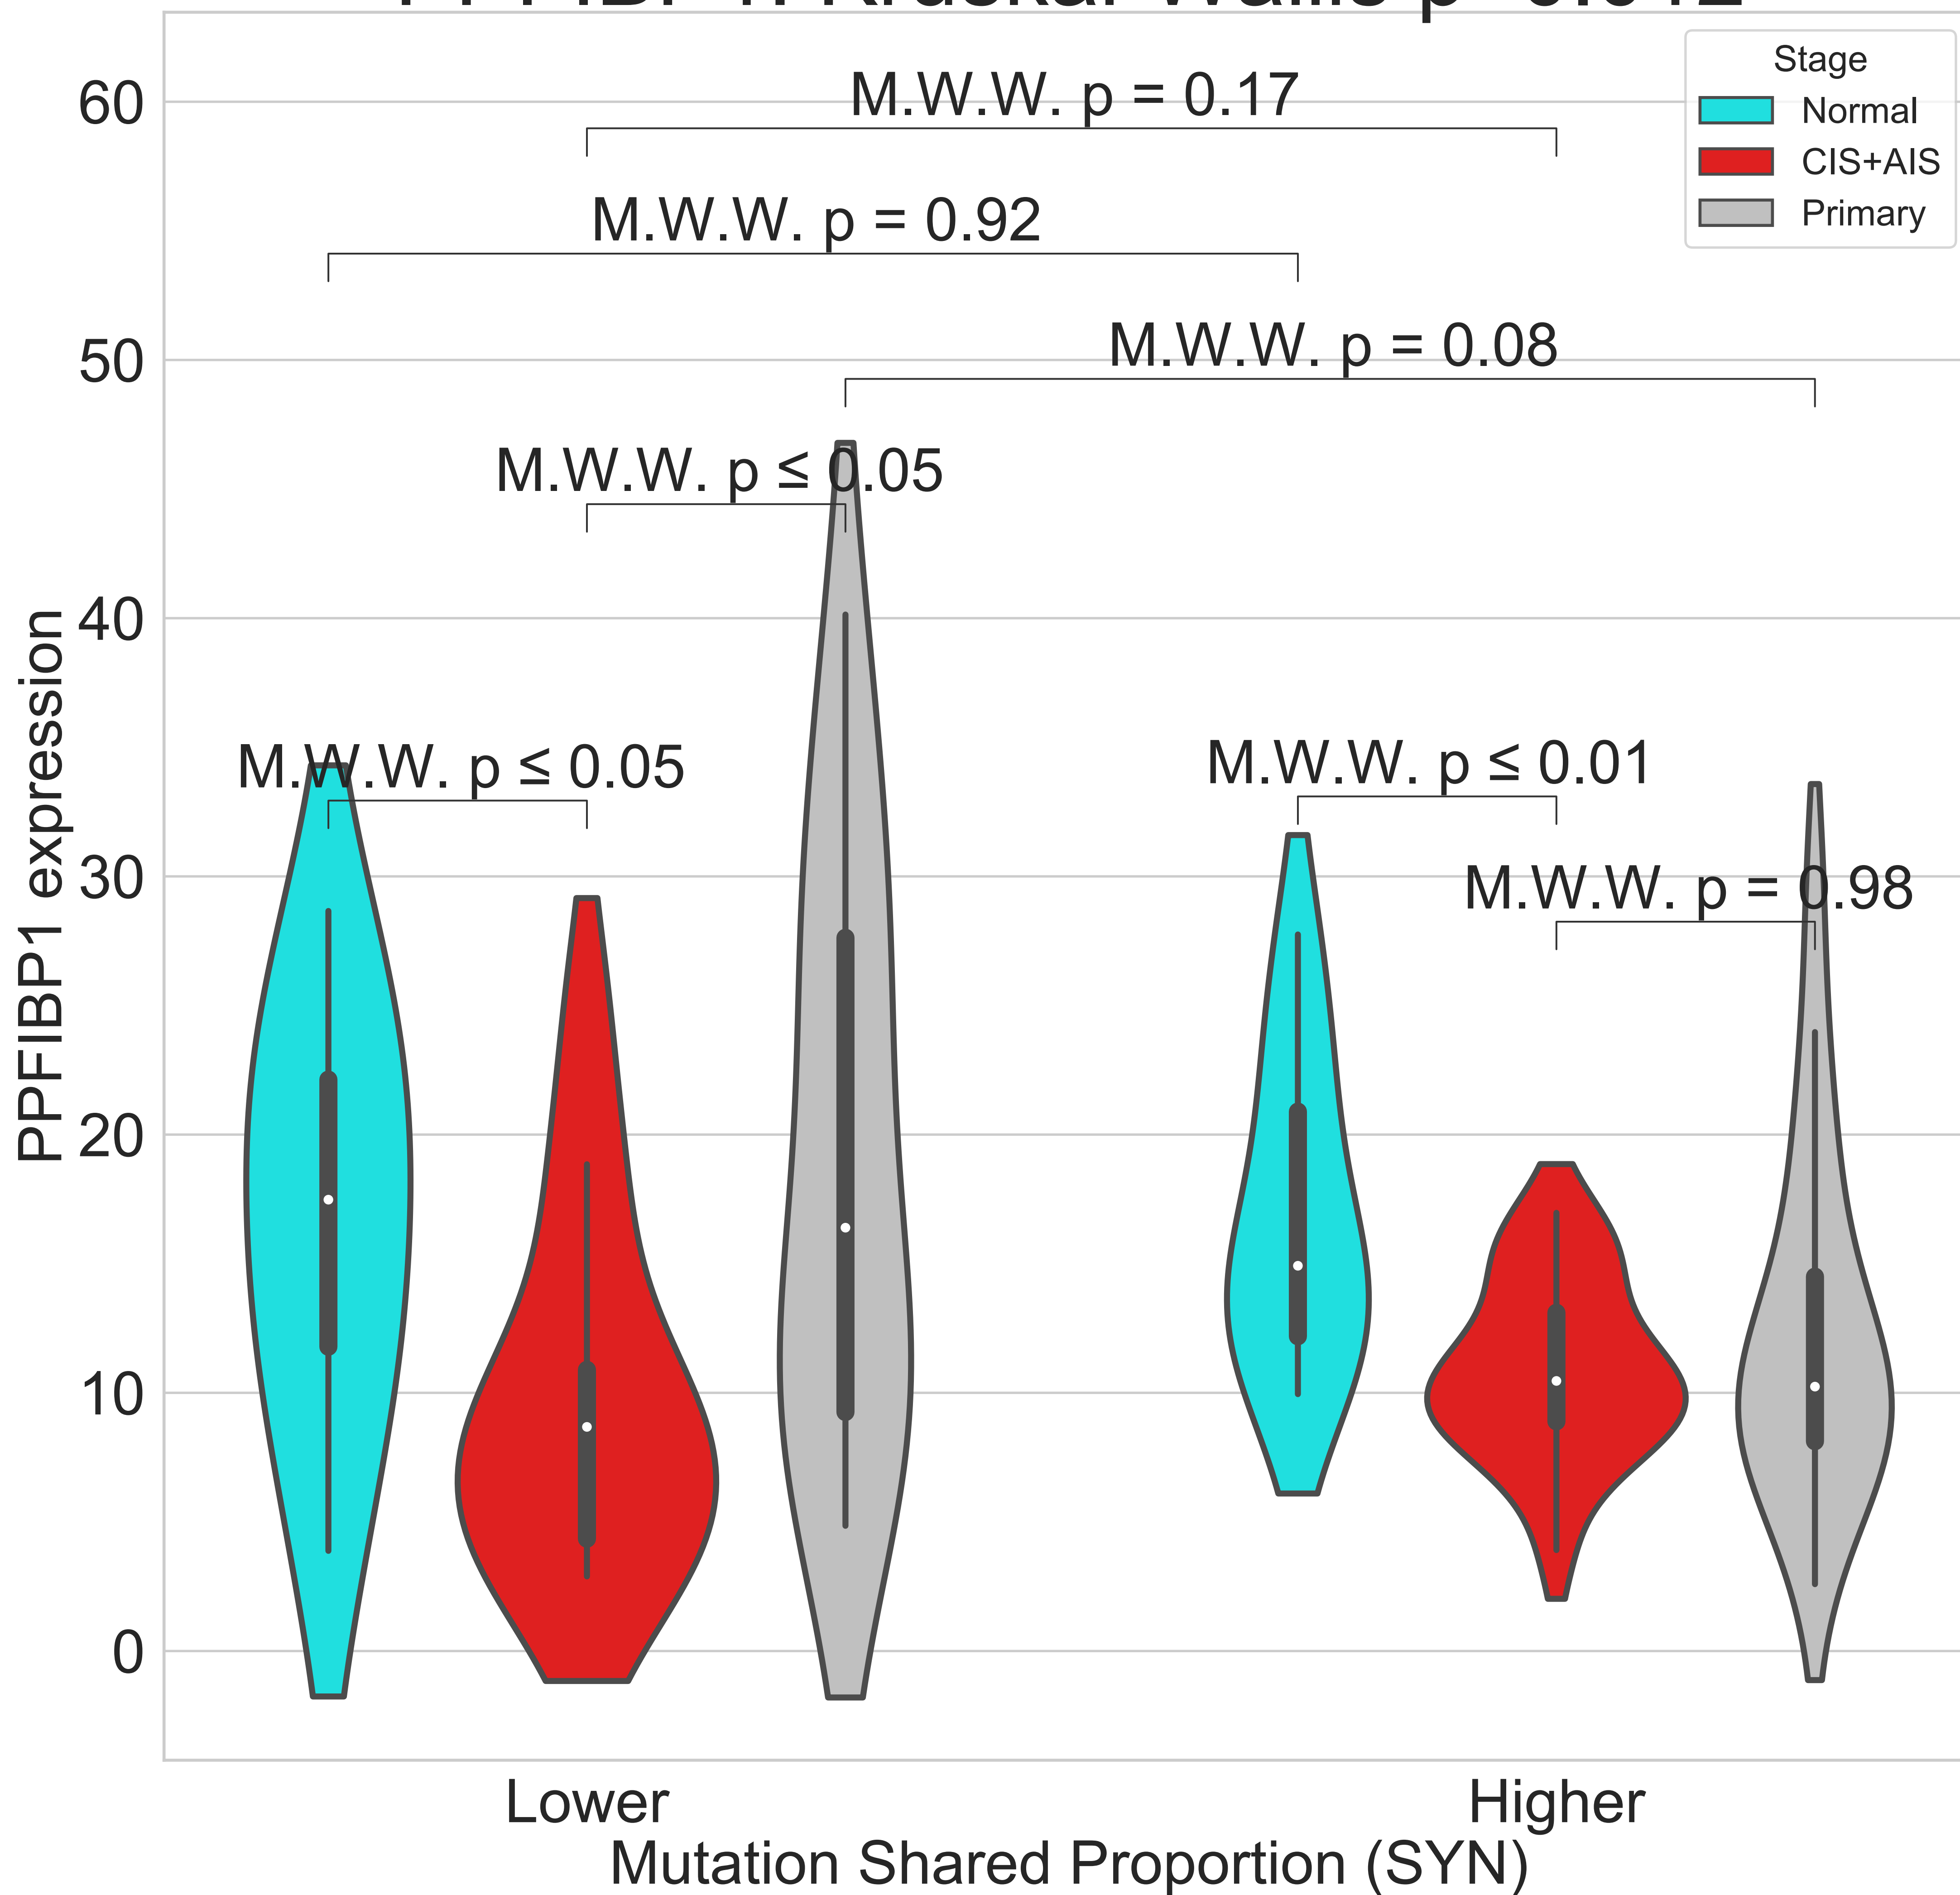 Stage
Normal
CIS+AIS
Primary
M.W.W. p = 0.17
M.W.W. p = 0.92
M.W.W. p = 0.08
M.W.W. p ≤ 0.05
M.W.W. p ≤ 0.05
M.W.W. p ≤ 0.01
M.W.W. p = 0.98
60
50
40
30
20
10
0
PPFIBP1 expression
Lower
Higher
Mutation Shared Proportion (SYN)